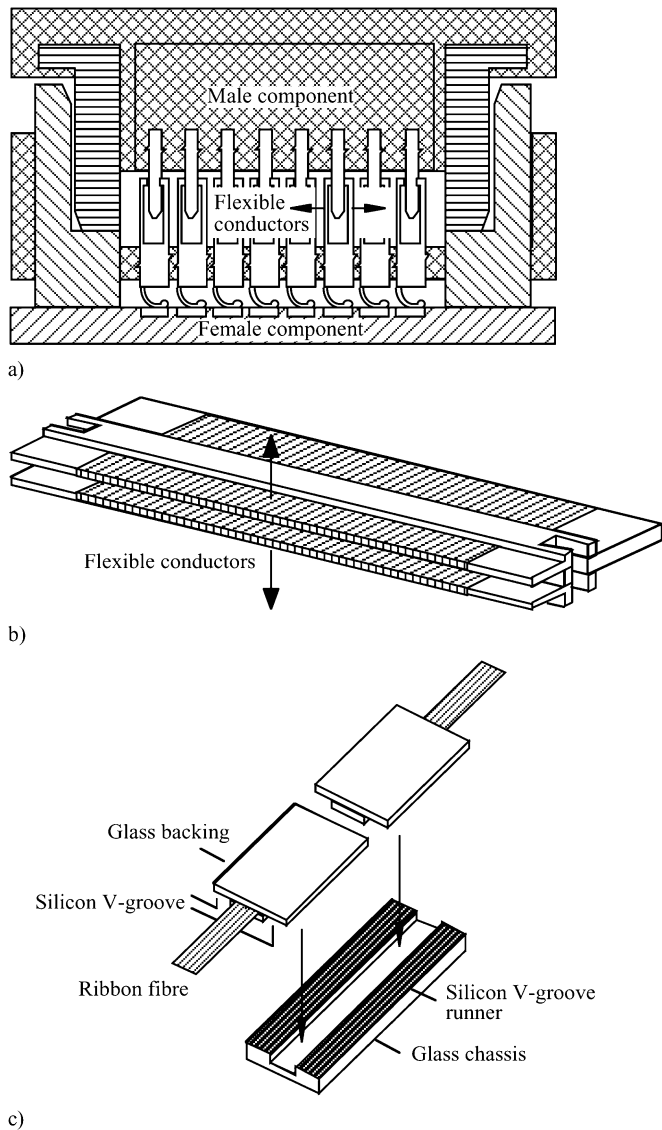 Male component
Flexible
conductors
Female component
a)
Flexible conductors
b)
Glass backing
Silicon V-groove
Ribbon fibre
Silicon V-groove
runner
Glass chassis
c)